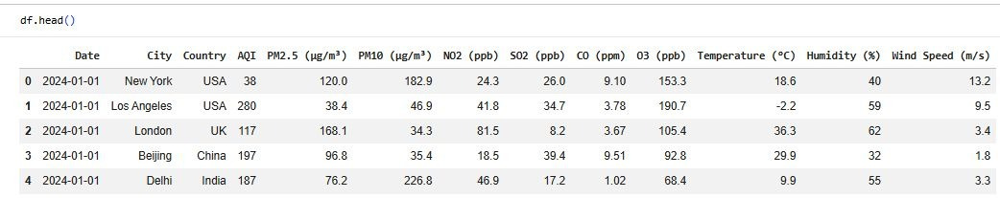 df.head()
Date City Country AQI PM2.5 (µg/m³) PM10 (µg/m³) NO2 (ppb) SO2 (ppb) CO (ppm) O3 (ppb) Temperature (°C) Humidity (%) Wind Speed (m/s)
0 2024-01-01 New York USA 38 120.0 182.9 24.3 26.0 9.10 153.3 18.6 40 13.2
1 2024-01-01 Los Angeles USA 280 38.4 46.9 41.8 34.7 3.78 190.7 -2.2 59 9.5
2 2024-01-01 London UK 117 168.1 34.3 81.5 8.2 3.67 105.4 36.3 62 3.4
3 2024-01-01 Beijing China 197 96.8 35.4 18.5 39.4 9.51 92.8 29.9 32 1.8
4 2024-01-01 Delhi India 187 76.2 226.8 46.9 17.2 1.02 68.4 9.9 55 3.3